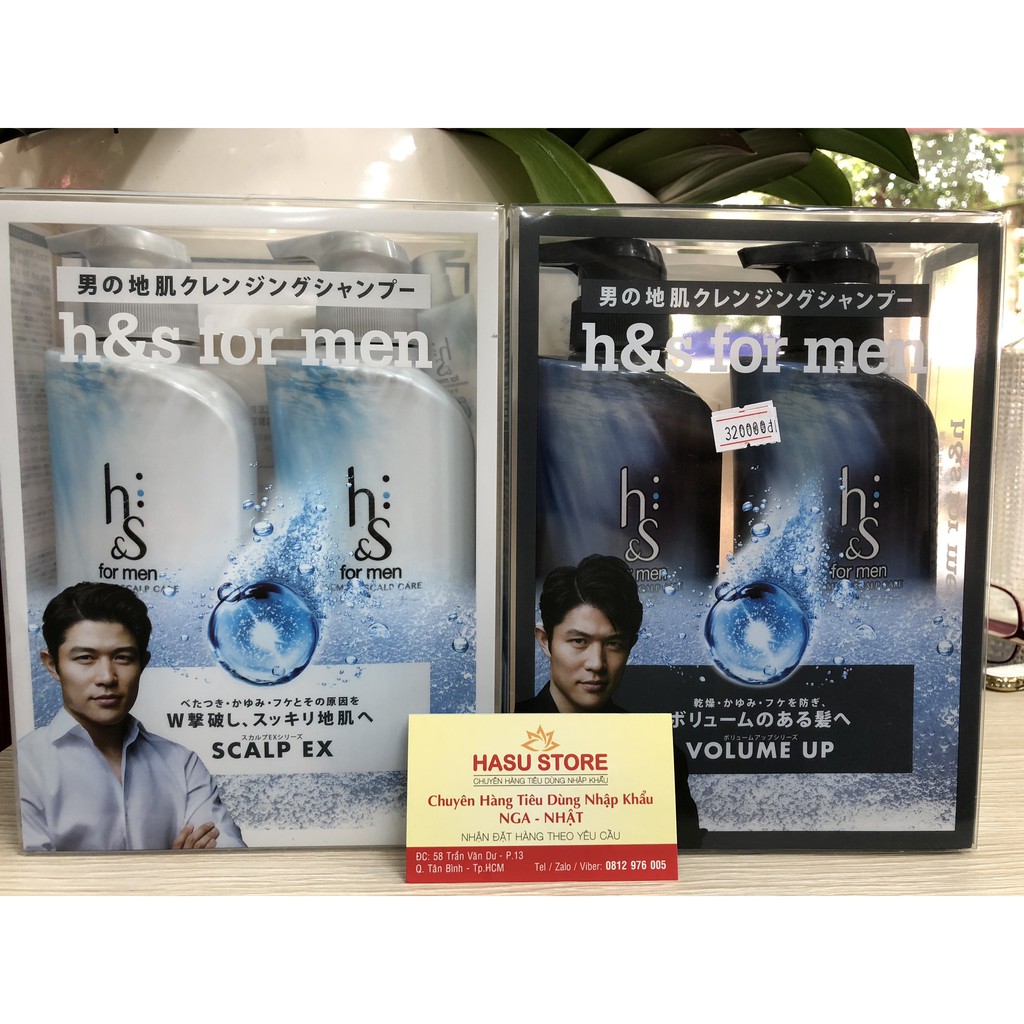 男の地肌クレンジングシャンプー
h&s for men
h&s
for men
h&s
for men
SCALP CARE
べたつき・かゆみ・フケとその原因を
W撃破し、スッキリ地肌へ
スカルプEXシリーズ
SCALP EX
男の地肌クレンジングシャンプー
h&s for men
320000đ
h&s
for men
h&s
for men
乾燥・かゆみ・フケを防ぎ、
ボリュームのある髪へ
ボリュームアップシリーズ
VOLUME UP
HASU STORE
CHUYÊN HÀNG TIÊU DÙNG NHẬP KHẨU
Chuyên Hàng Tiêu Dùng Nhập Khẩu
NGA - NHẬT
NHẬN ĐẶT HÀNG THEO YÊU CẦU
ĐC: 58 Trần Văn Dư - P.13
Q. Tân Bình - Tp.HCM
Tel / Zalo / Viber: 0812 976 005